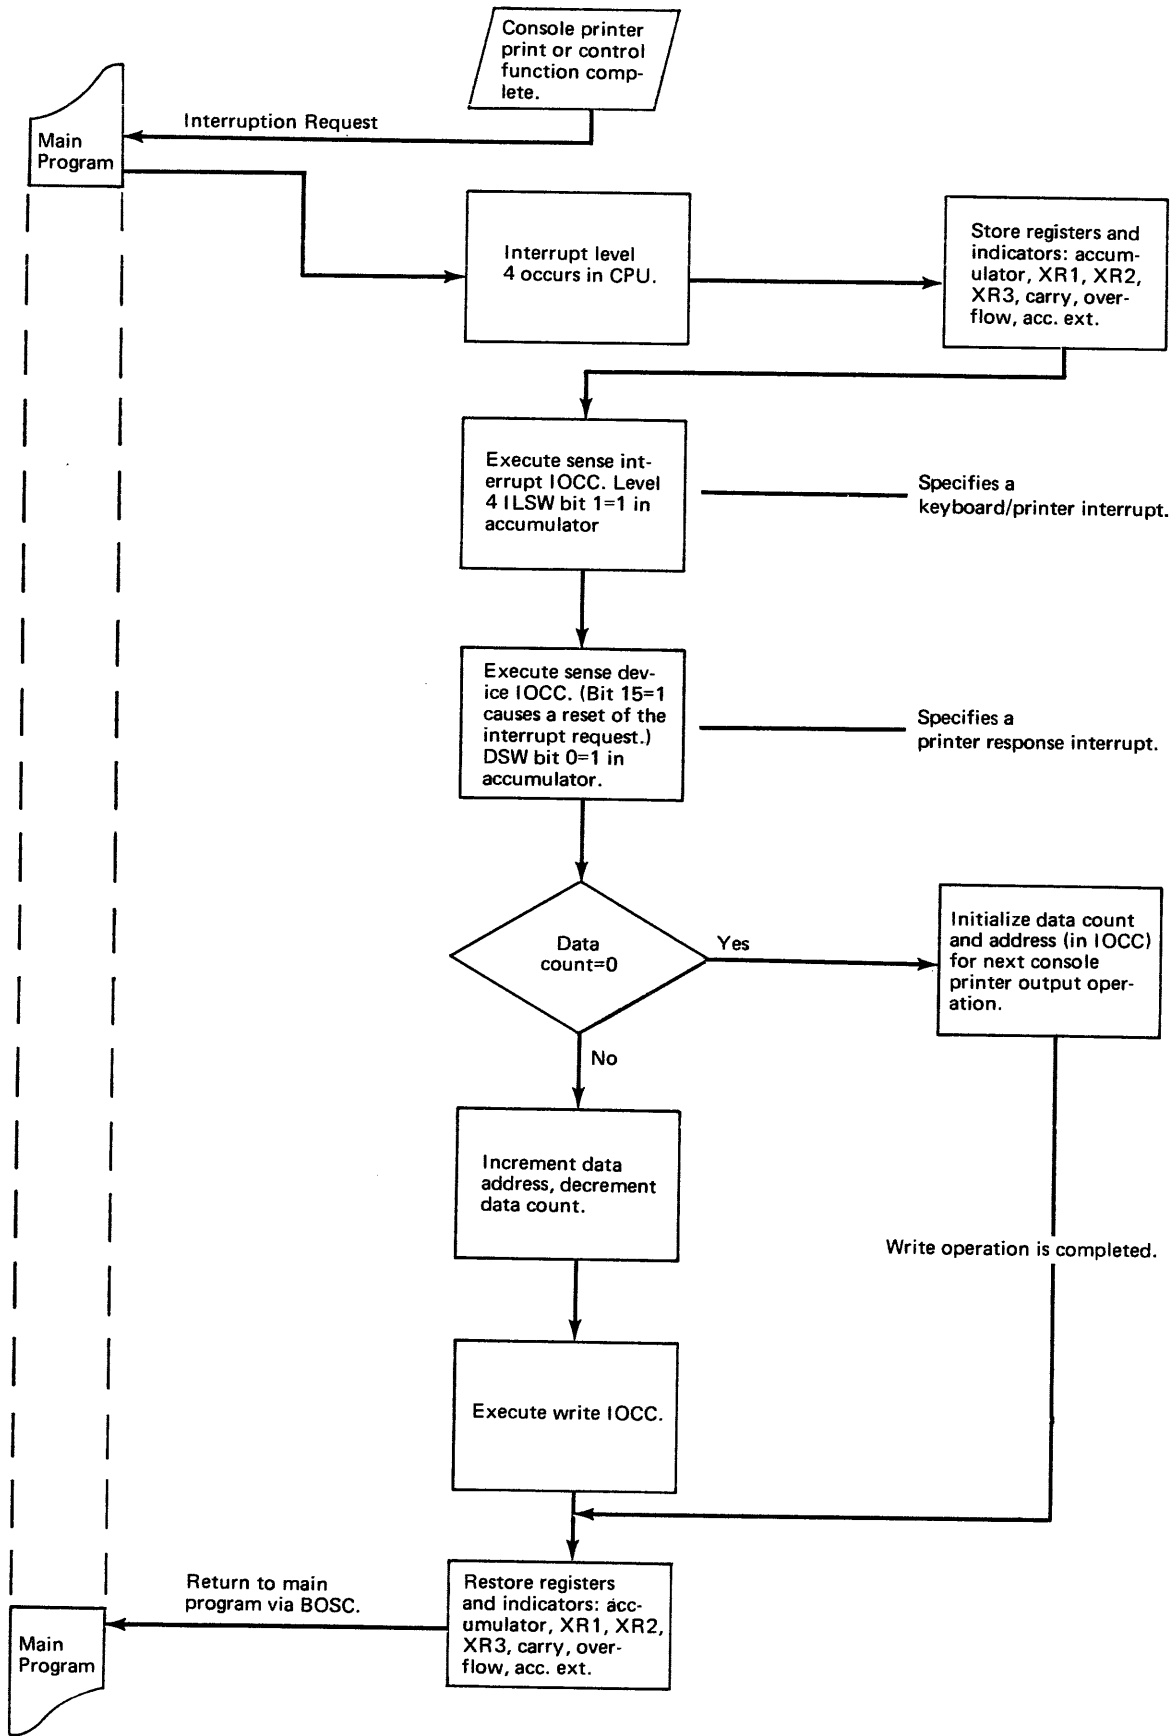 Console printer
print or control
function comp-
lete.
Interruption Request
Main
Program
Interrupt level
4 occurs in CPU.
Store registers and
indicators: accum-
ulator, XR1, XR2,
XR3, carry, over-
flow, acc. ext.
Execute sense int-
errupt IOCC. Level
4 ILSW bit 1=1 in
accumulator
Specifies a
keyboard/printer interrupt.
Execute sense dev-
ice IOCC. (Bit 15=1
causes a reset of the
interrupt request.)
DSW bit 0=1 in
accumulator.
Specifies a
printer response interrupt.
Data
count=0
Yes
Initialize data count
and address (in IOCC)
for next console
printer output oper-
ation.
No
Increment data
address, decrement
data count.
Write operation is completed.
Execute write IOCC.
Return to main
program via BOSC.
Restore registers
and indicators: acc-
umulator, XR1, XR2,
XR3, carry, over-
flow, acc. ext.
Main
Program